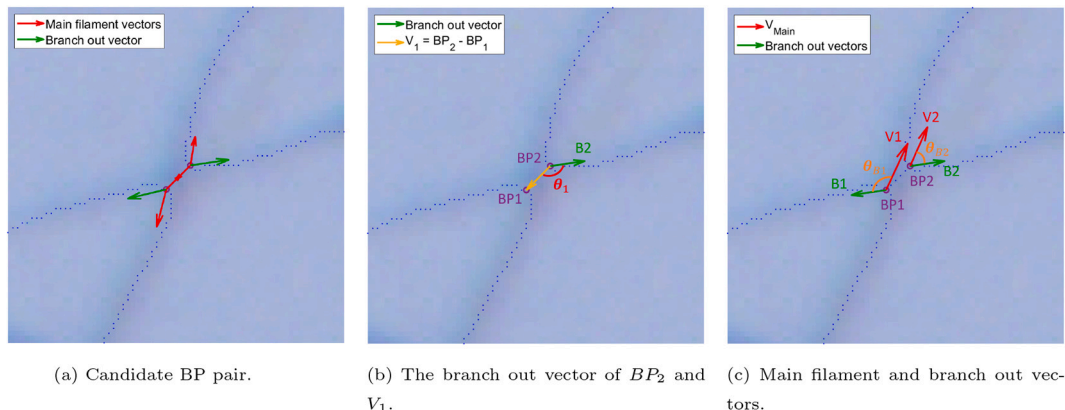 Main filament vectors
Branch out vector
Branch out vector
V1 = BP2 - BP1
BP2
B2
θ1
BP1
VMain
Branch out vectors
V1
V2
θB2
B1
B2
BP2
BP1
(a) Candidate BP pair.
(b) The branch out vector of BP2 and
V1.
(c) Main filament and branch out vec-
tors.